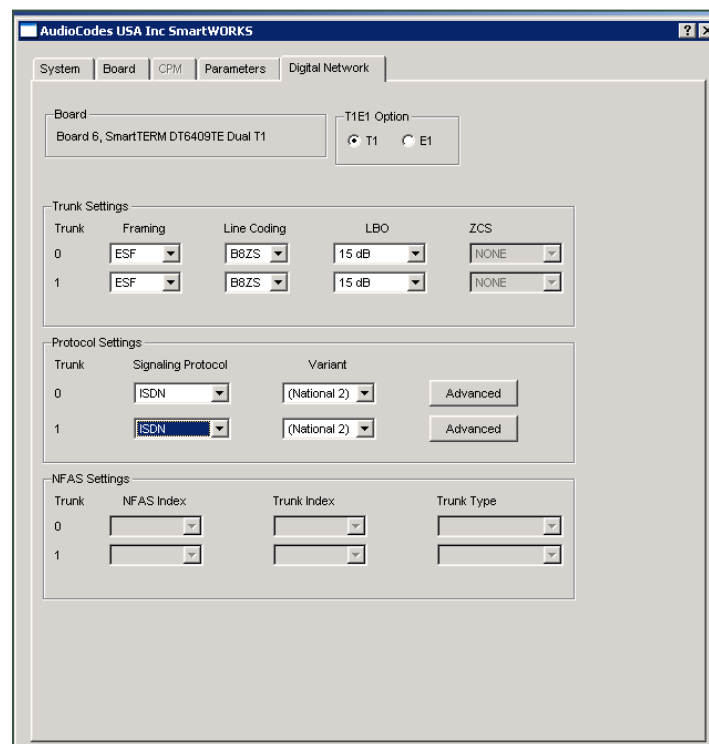 AudioCodes USA Inc SmartWORKS
System Board CPM Parameters Digital Network
Board
Board 6, SmartTERM DT6409TE Dual T1
T1E1 Option
T1 E1
Trunk Settings
Trunk Framing Line Coding LBO ZCS
0 ESF B8ZS 15 dB NONE
1 ESF B8ZS 15 dB NONE
Protocol Settings
Trunk Signaling Protocol Variant
0 ISDN (National 2) Advanced
1 ISDN (National 2) Advanced
NFAS Settings
Trunk NFAS Index Trunk Index Trunk Type
0
1